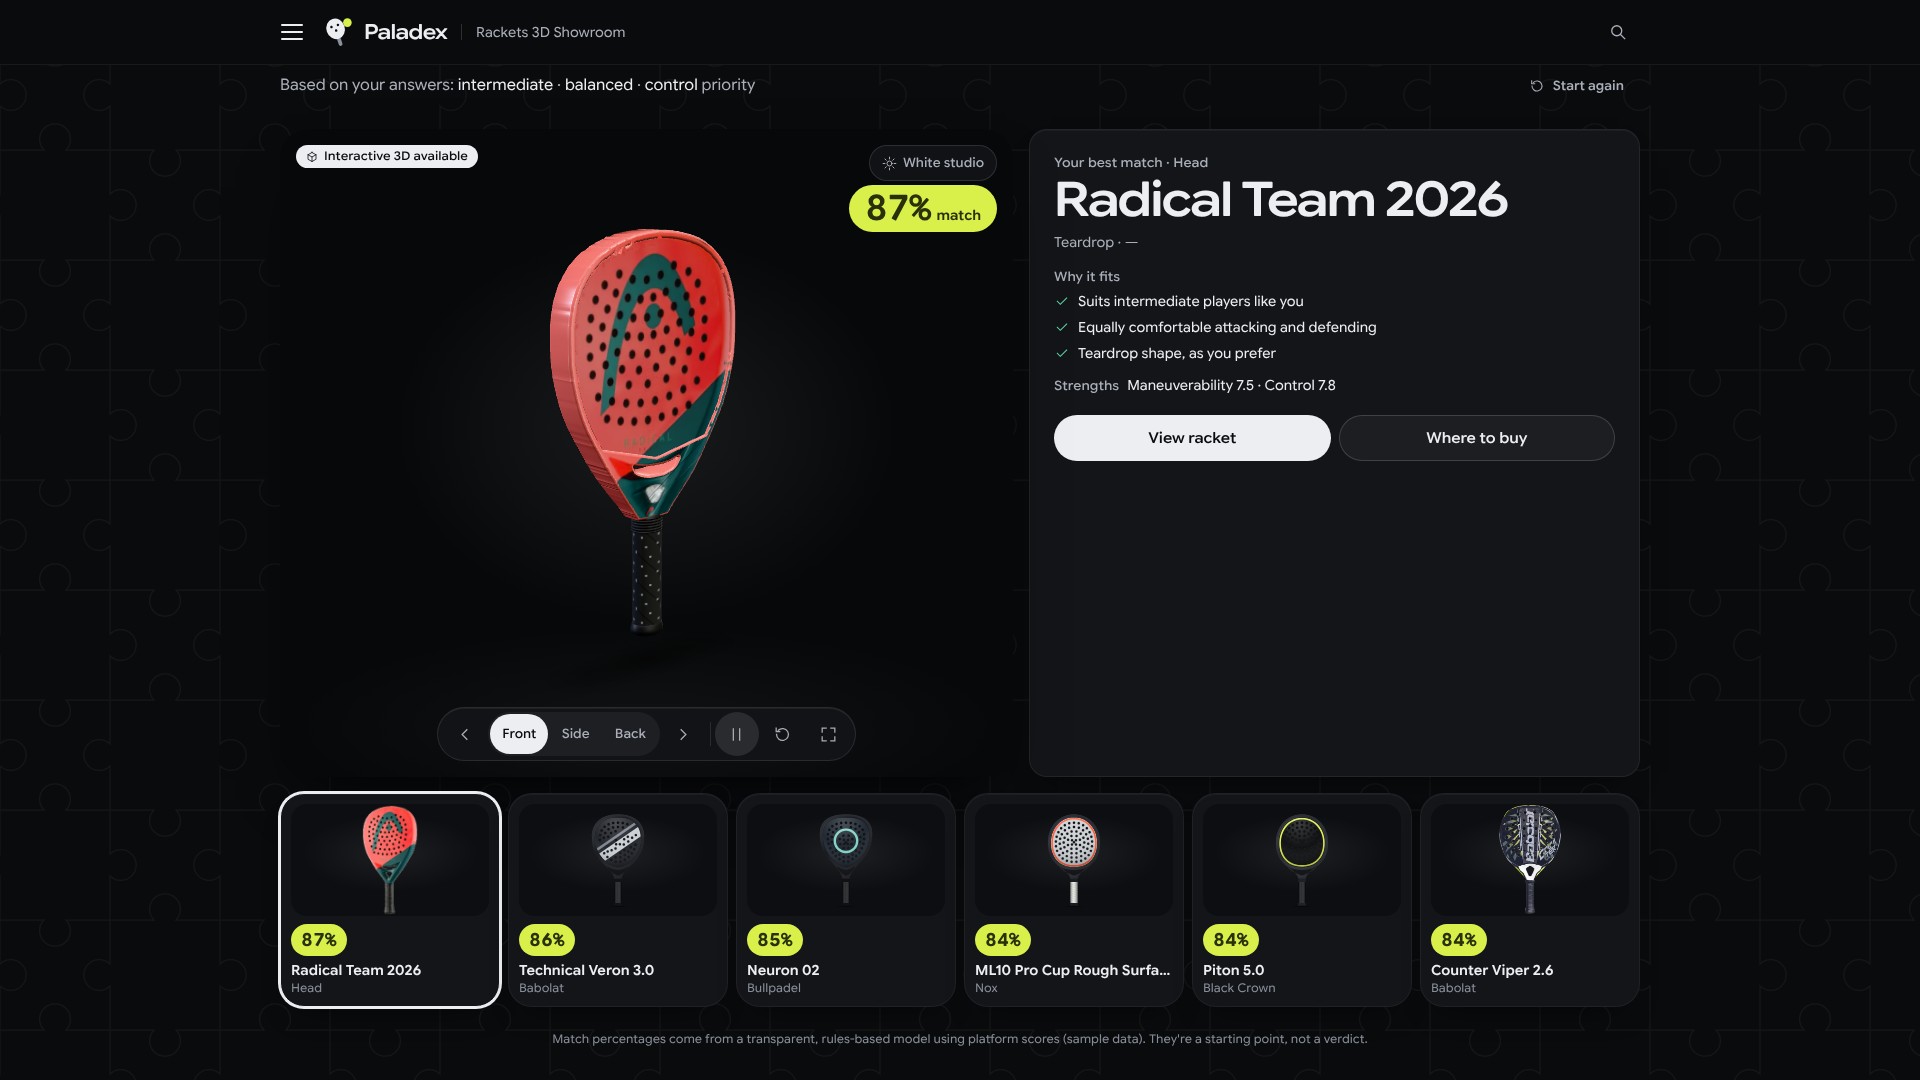 Paladex
Rackets 3D Showroom
Based on your answers: intermediate · balanced · control priority
Start again
Interactive 3D available
White studio
87% match
Your best match · Head
Radical Team 2026
Teardrop · —
Why it fits
Suits intermediate players like you
Equally comfortable attacking and defending
Teardrop shape, as you prefer
Strengths Maneuverability 7.5 · Control 7.8
View racket
Where to buy
Front
Side
Back
87%
Radical Team 2026
Head
86%
Technical Veron 3.0
Babolat
85%
Neuron 02
Bullpadel
84%
ML10 Pro Cup Rough Surfa...
Nox
84%
Piton 5.0
Black Crown
84%
Counter Viper 2.6
Babolat
Match percentages come from a transparent, rules-based model using platform scores (sample data). They're a starting point, not a verdict.